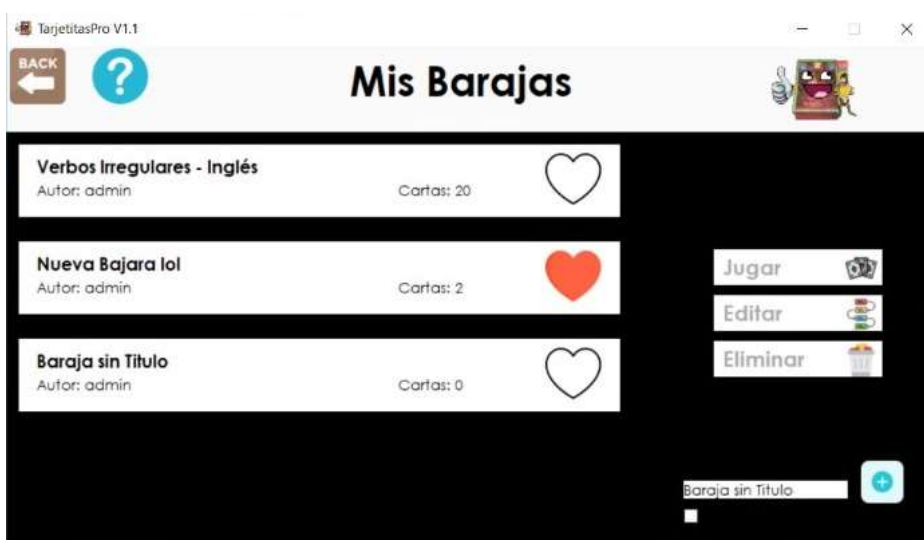 TarjetitasPro V1.1
BACK
?
Mis Barajas
Verbos Irregulares - Inglés
Autor: admin
Cartas: 20
Nueva Bajara lol
Autor: admin
Cartas: 2
Baraja sin Titulo
Autor: admin
Cartas: 0
Jugar
Editar
Eliminar
Baraja sin Titulo